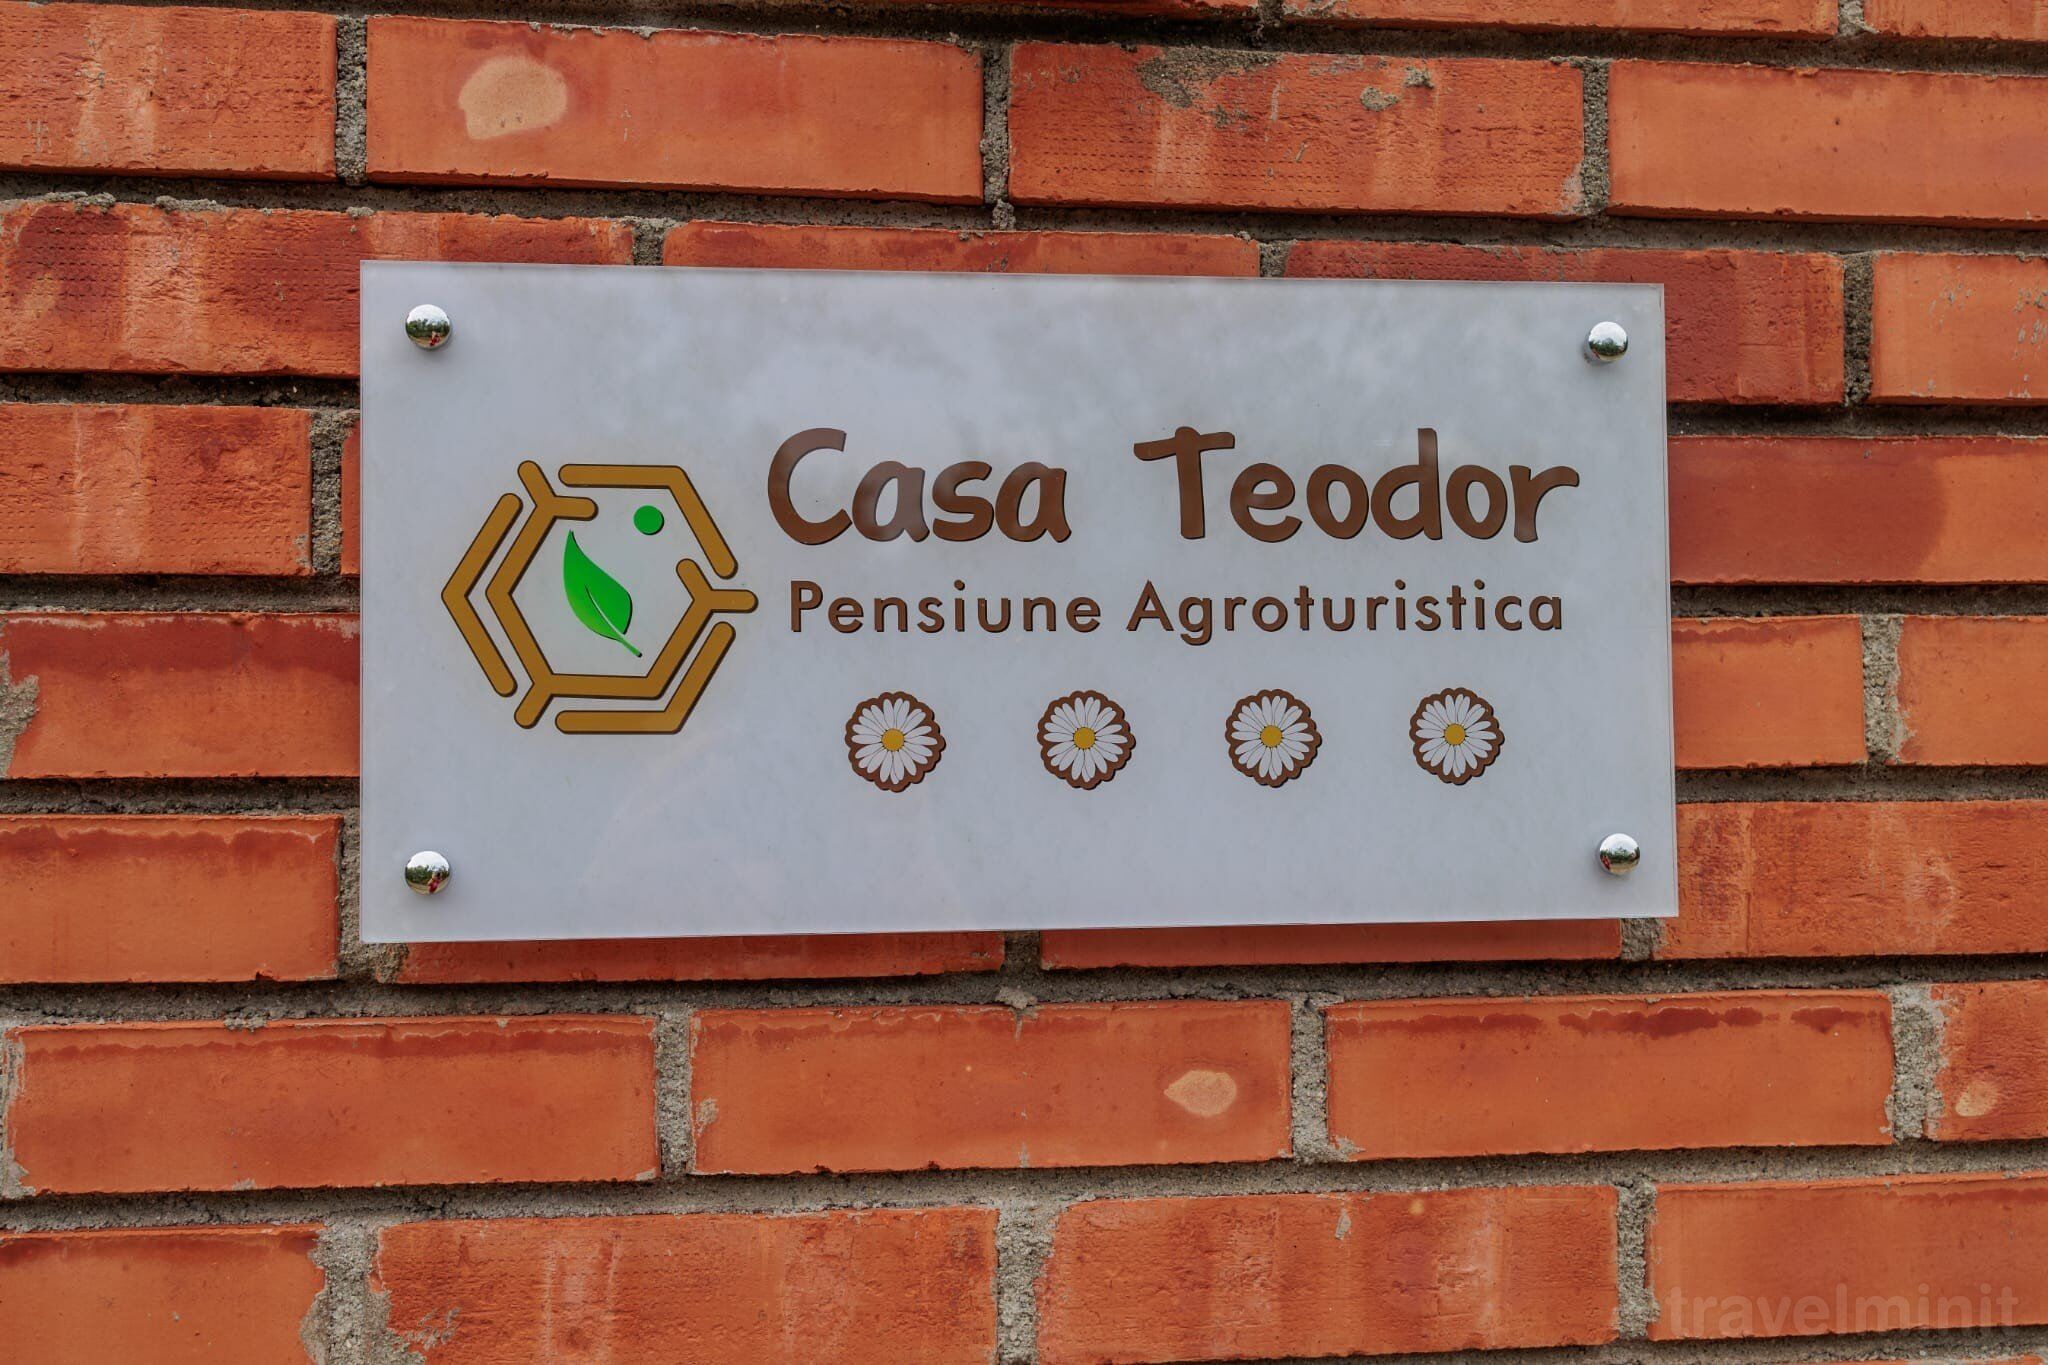 Casa Teodor
Pensiune Agroturistica
travelminit